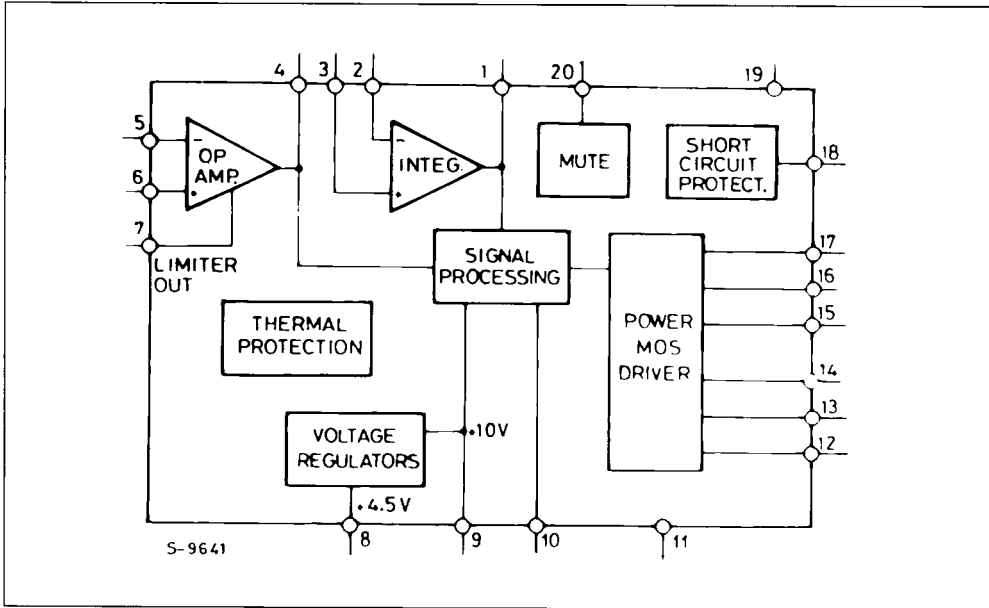 4 3 2 1 20 19
5
6
7
OP
AMP.
INTEG.
MUTE
SHORT
CIRCUIT
PROTECT.
18
LIMITER
OUT
SIGNAL
PROCESSING
THERMAL
PROTECTION
POWER
MOS
DRIVER
17
16
15
14
13
12
VOLTAGE
REGULATORS
+10V
+4.5V
8 9 10 11
S-9641